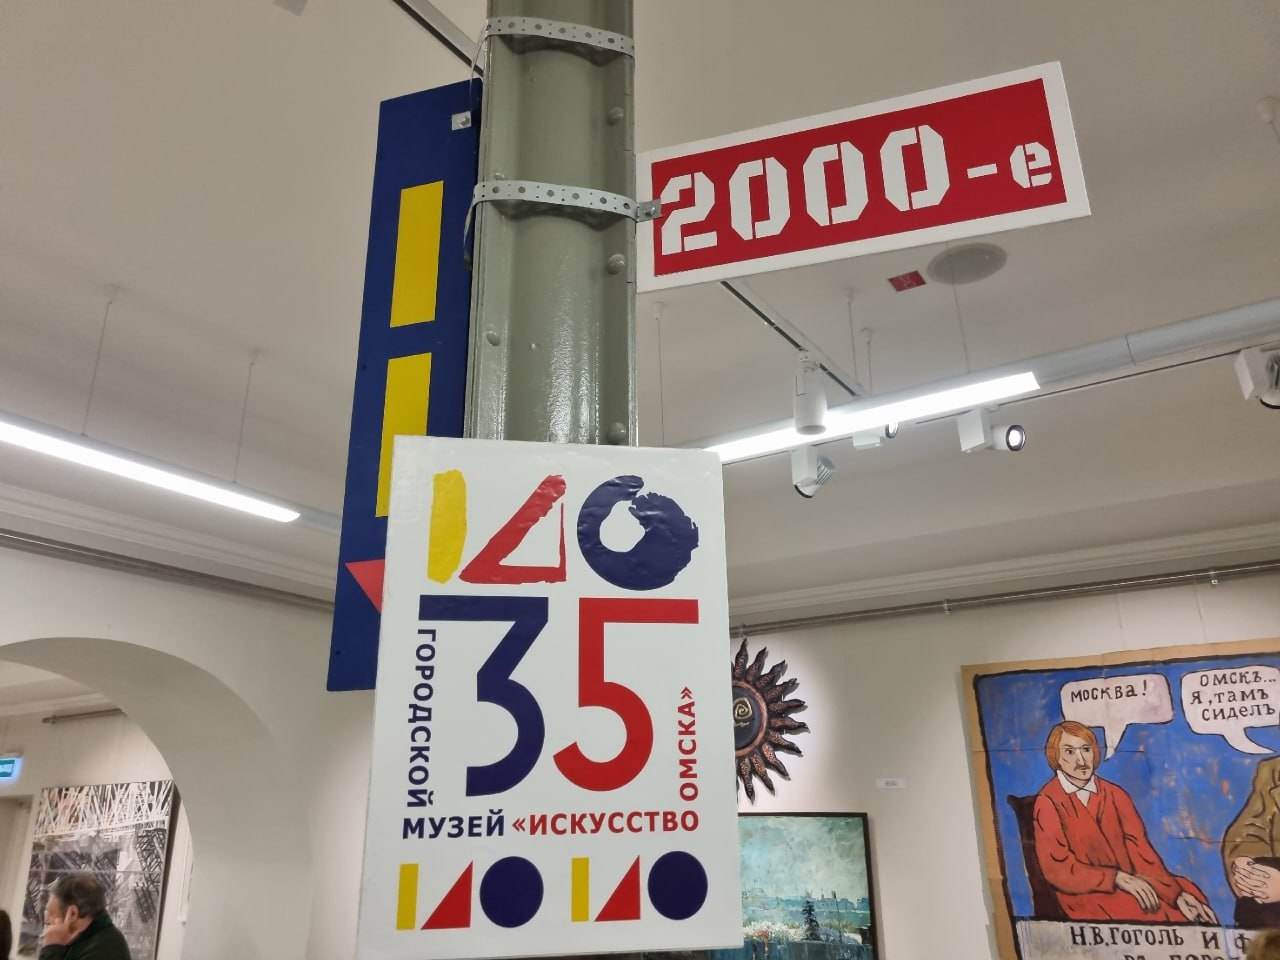 2000-е
35
ГОРОДСКОЙ
МУЗЕЙ «ИСКУССТВО
ОМСКА»
МОСКВА!
ОМСКЪ...
Я, ТАМЪ
СИДЕЛЪ
Н.В.ГОГОЛЬ И